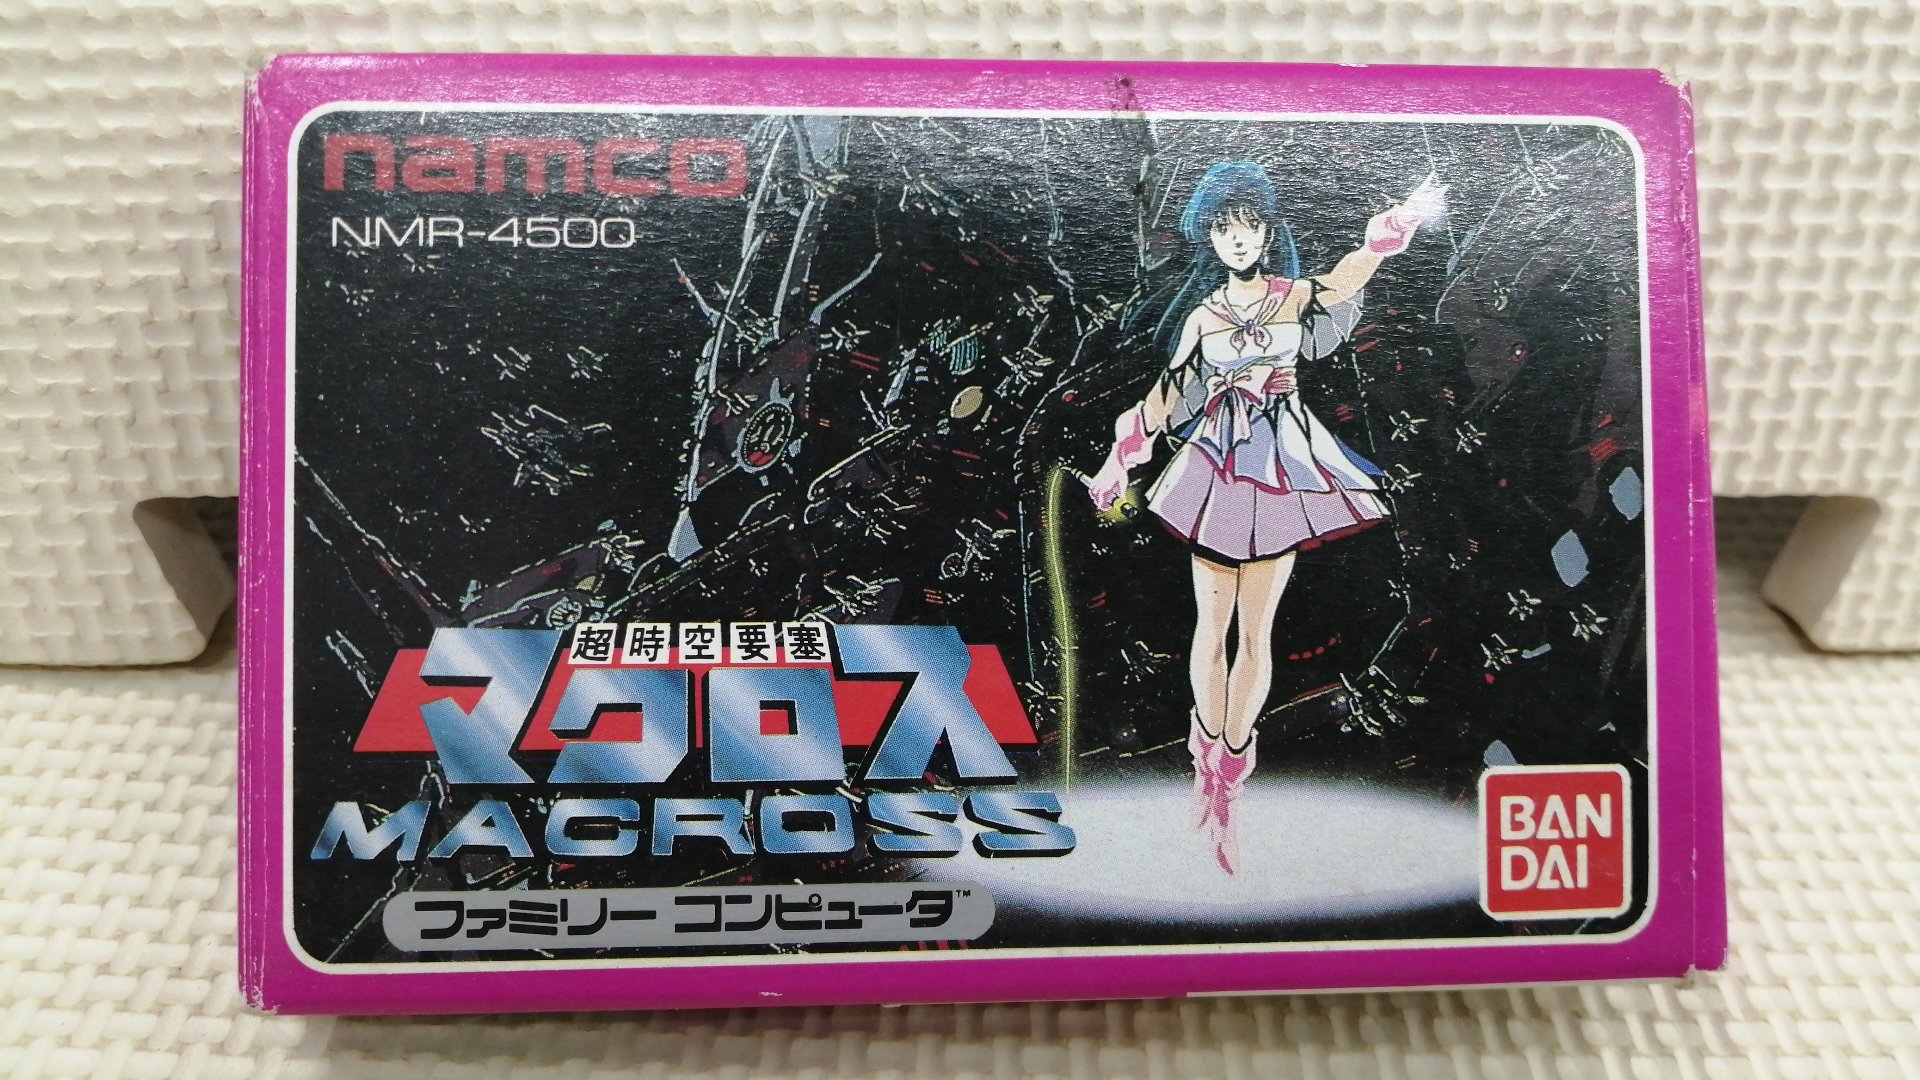 namco
NMR-4500
超時空要塞
マクロス
MACROSS
ファミリー コンピュータ™
BAN
DAI